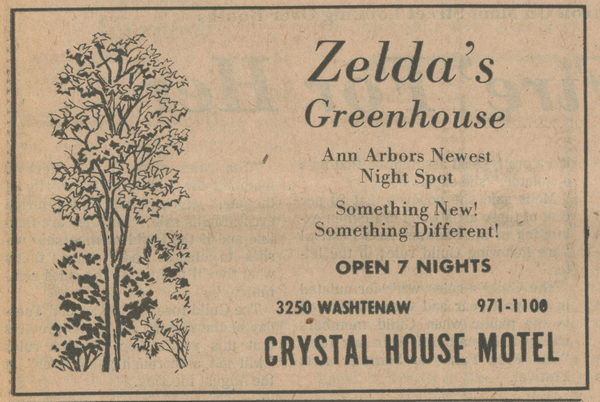 Zelda's
Greenhouse
Ann Arbors Newest
Night Spot
Something New!
Something Different!
OPEN 7 NIGHTS
3250 WASHTENAW 971-1100
CRYSTAL HOUSE MOTEL